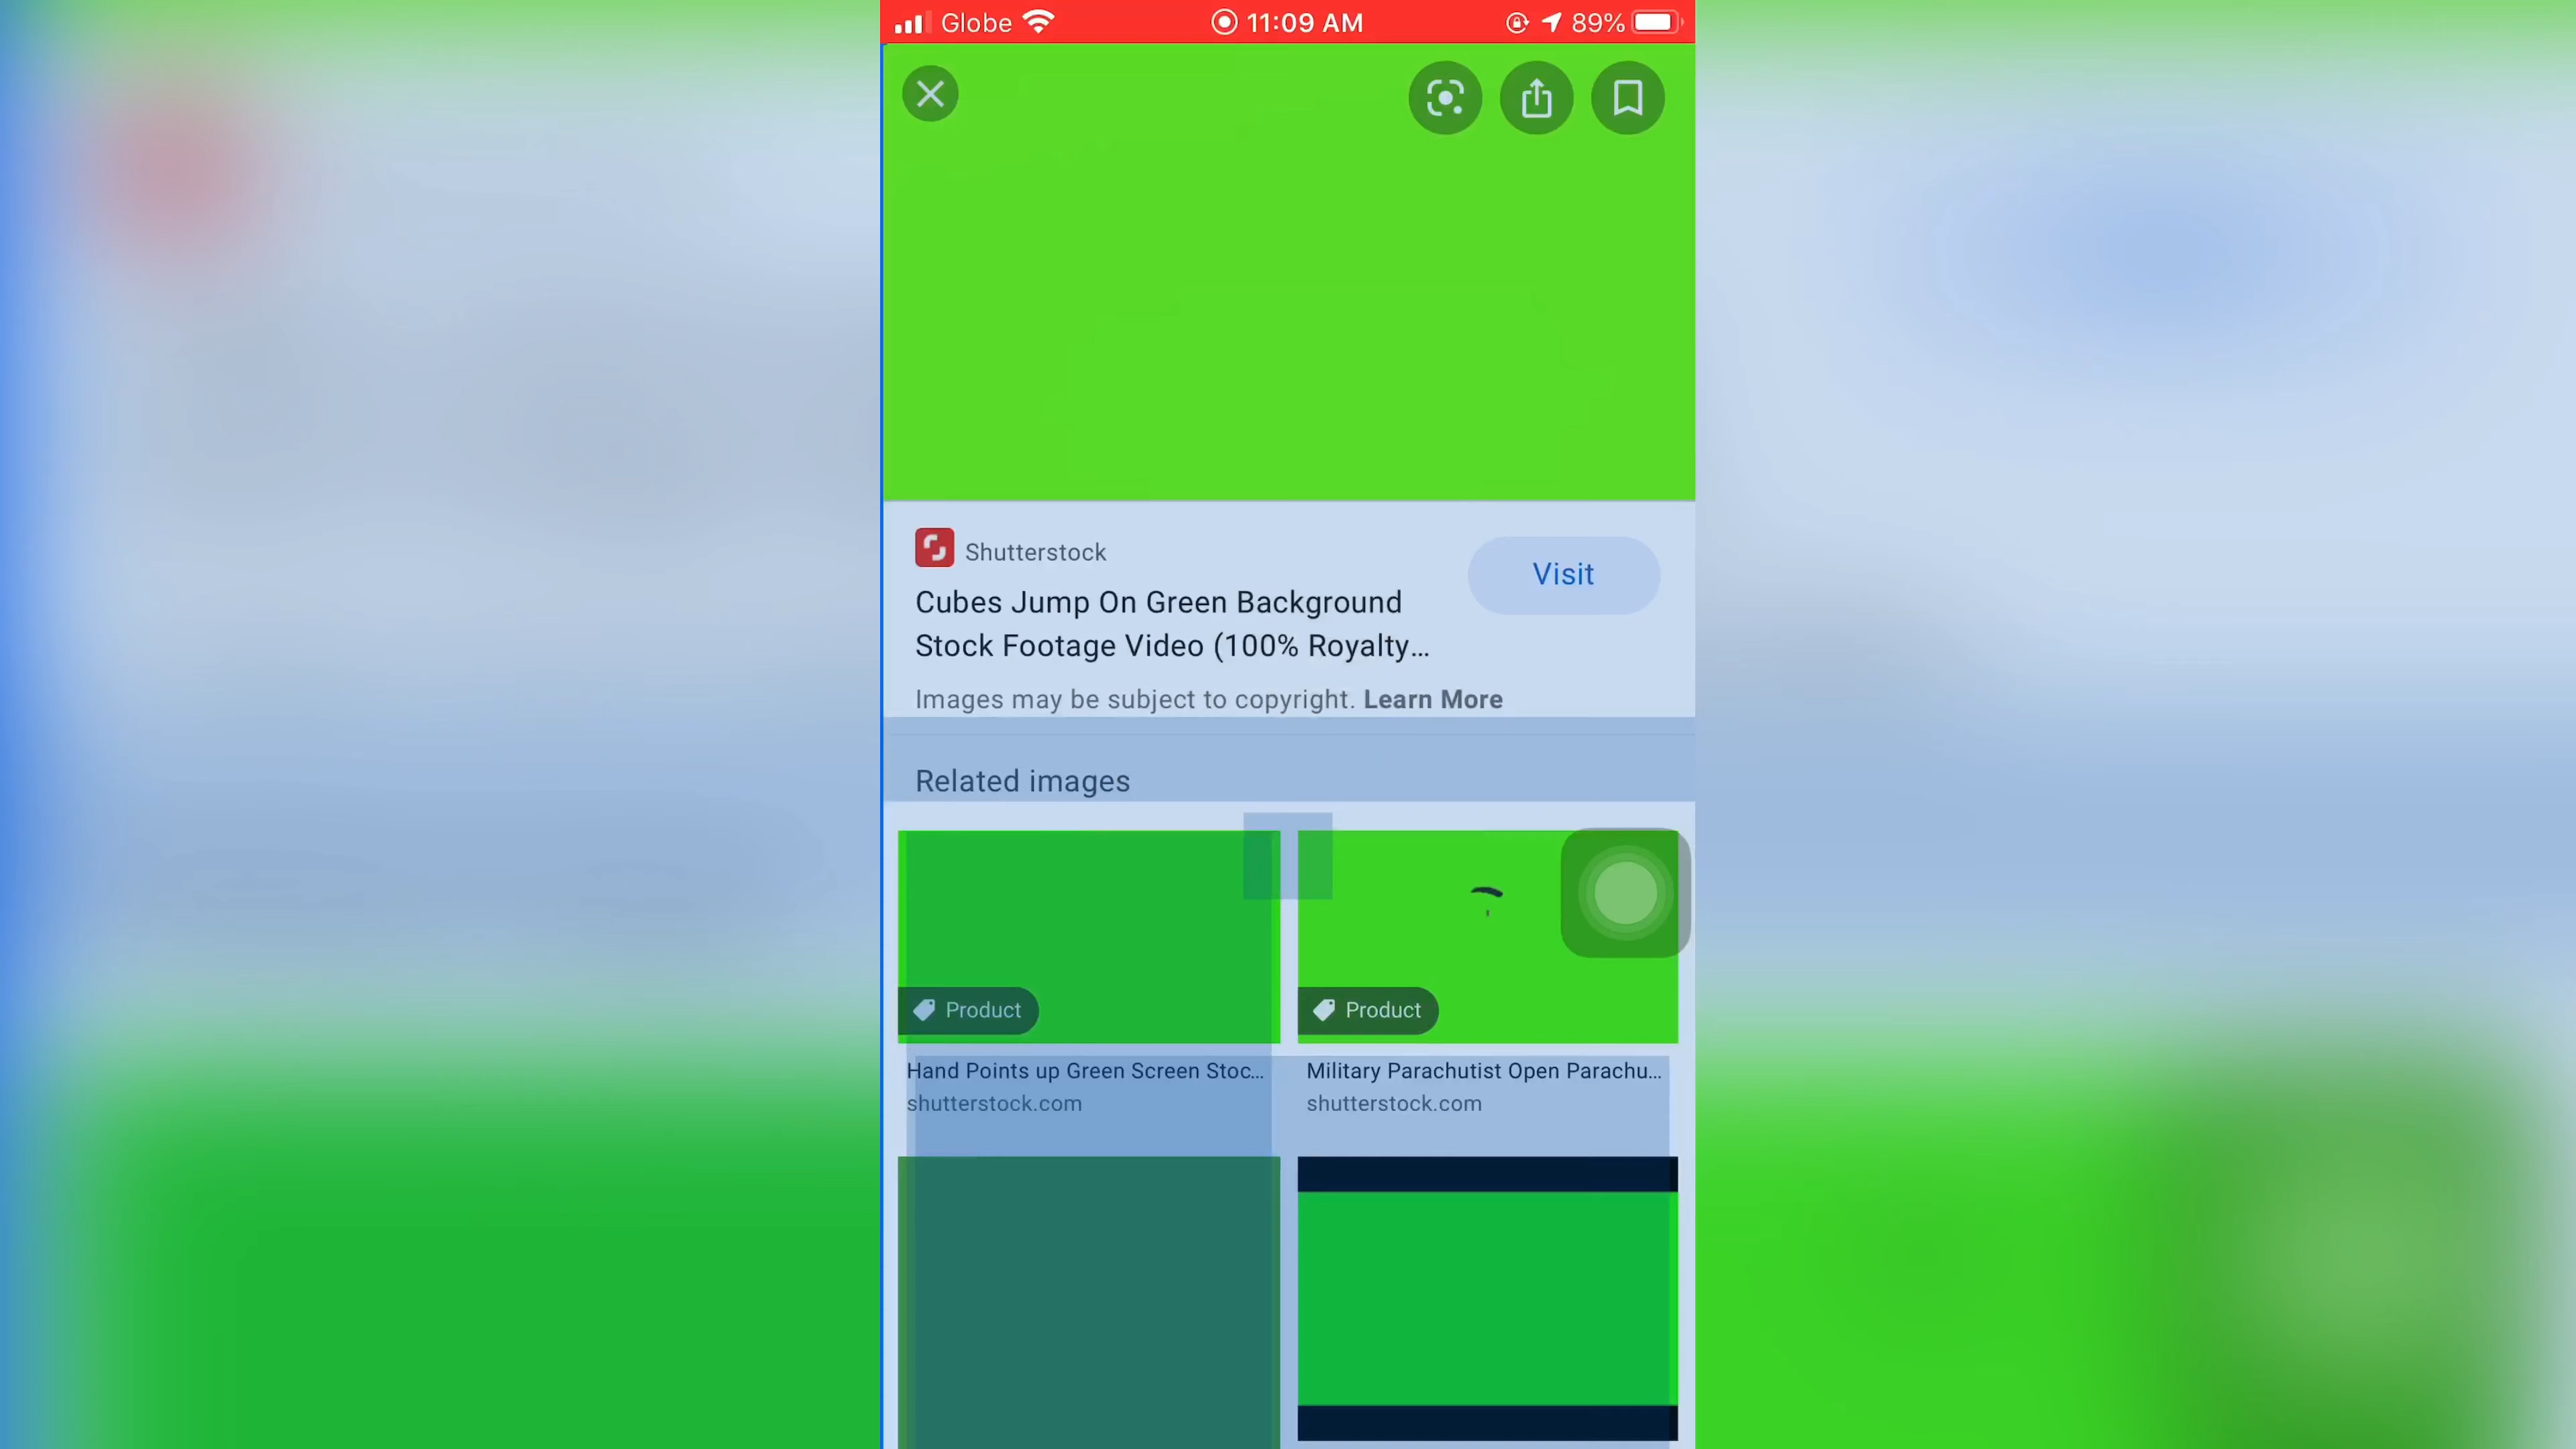 Globe 11:09 AM 89%
Shutterstock
Visit
Cubes Jump On Green Background
Stock Footage Video (100% Royalty...
Images may be subject to copyright. Learn More
Related images
Product
Product
Hand Points up Green Screen Stoc...
shutterstock.com
Military Parachutist Open Parachu...
shutterstock.com